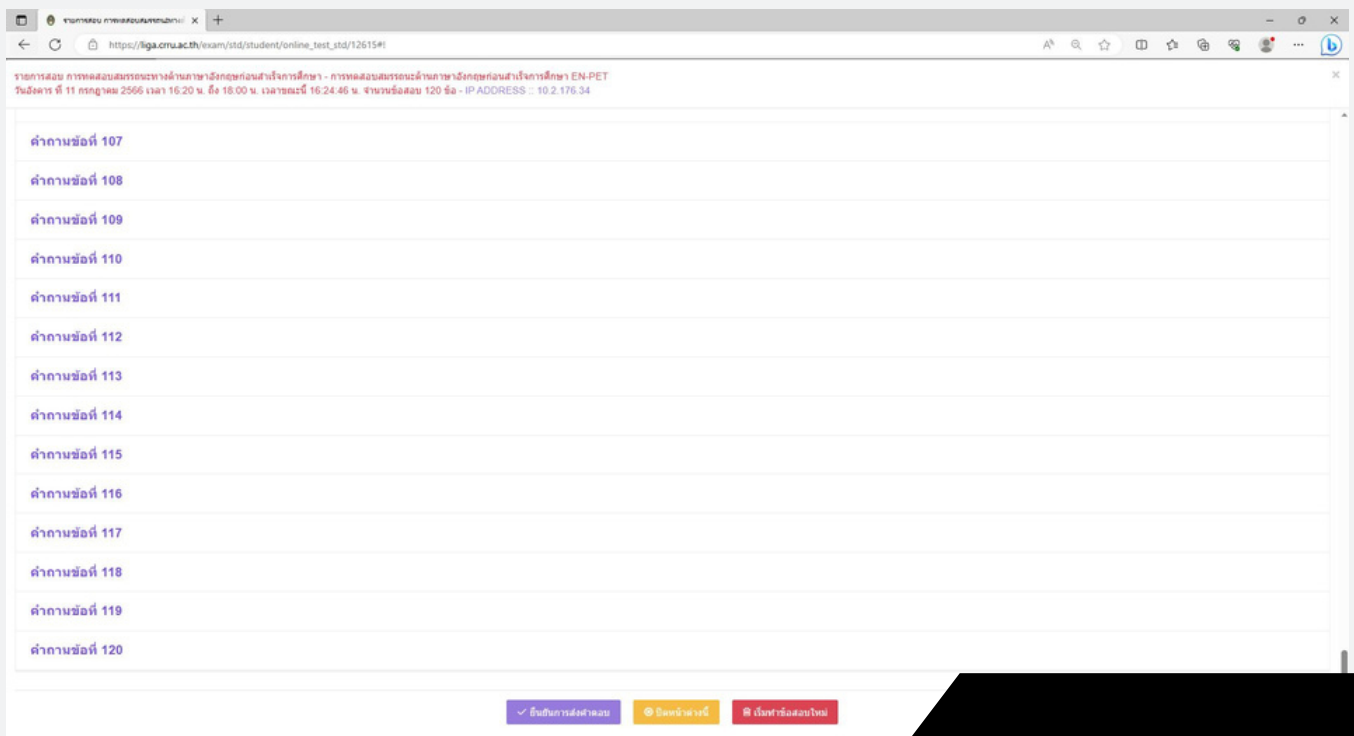 https://liga.crru.ac.th/exam/std/student/online_test_std/12615#!
รายการสอบ การทดสอบสมรรถนะทางด้านภาษาอังกฤษก่อนสำเร็จการศึกษา - การทดสอบสมรรถนะด้านภาษาอังกฤษก่อนสำเร็จการศึกษา EN-PET
วันอังคาร ที่ 11 กรกฎาคม 2566 เวลา 16:20 น. ถึง 18:00 น. เวลาขณะนี้ 16:24:46 น. จำนวนข้อสอบ 120 ข้อ - IP ADDRESS :: 10.2.176.34
คำถามข้อที่ 107
คำถามข้อที่ 108
คำถามข้อที่ 109
คำถามข้อที่ 110
คำถามข้อที่ 111
คำถามข้อที่ 112
คำถามข้อที่ 113
คำถามข้อที่ 114
คำถามข้อที่ 115
คำถามข้อที่ 116
คำถามข้อที่ 117
คำถามข้อที่ 118
คำถามข้อที่ 119
คำถามข้อที่ 120
ยืนยันการส่งคำตอบ ปิดหน้าต่างนี้ เริ่มทำข้อสอบใหม่